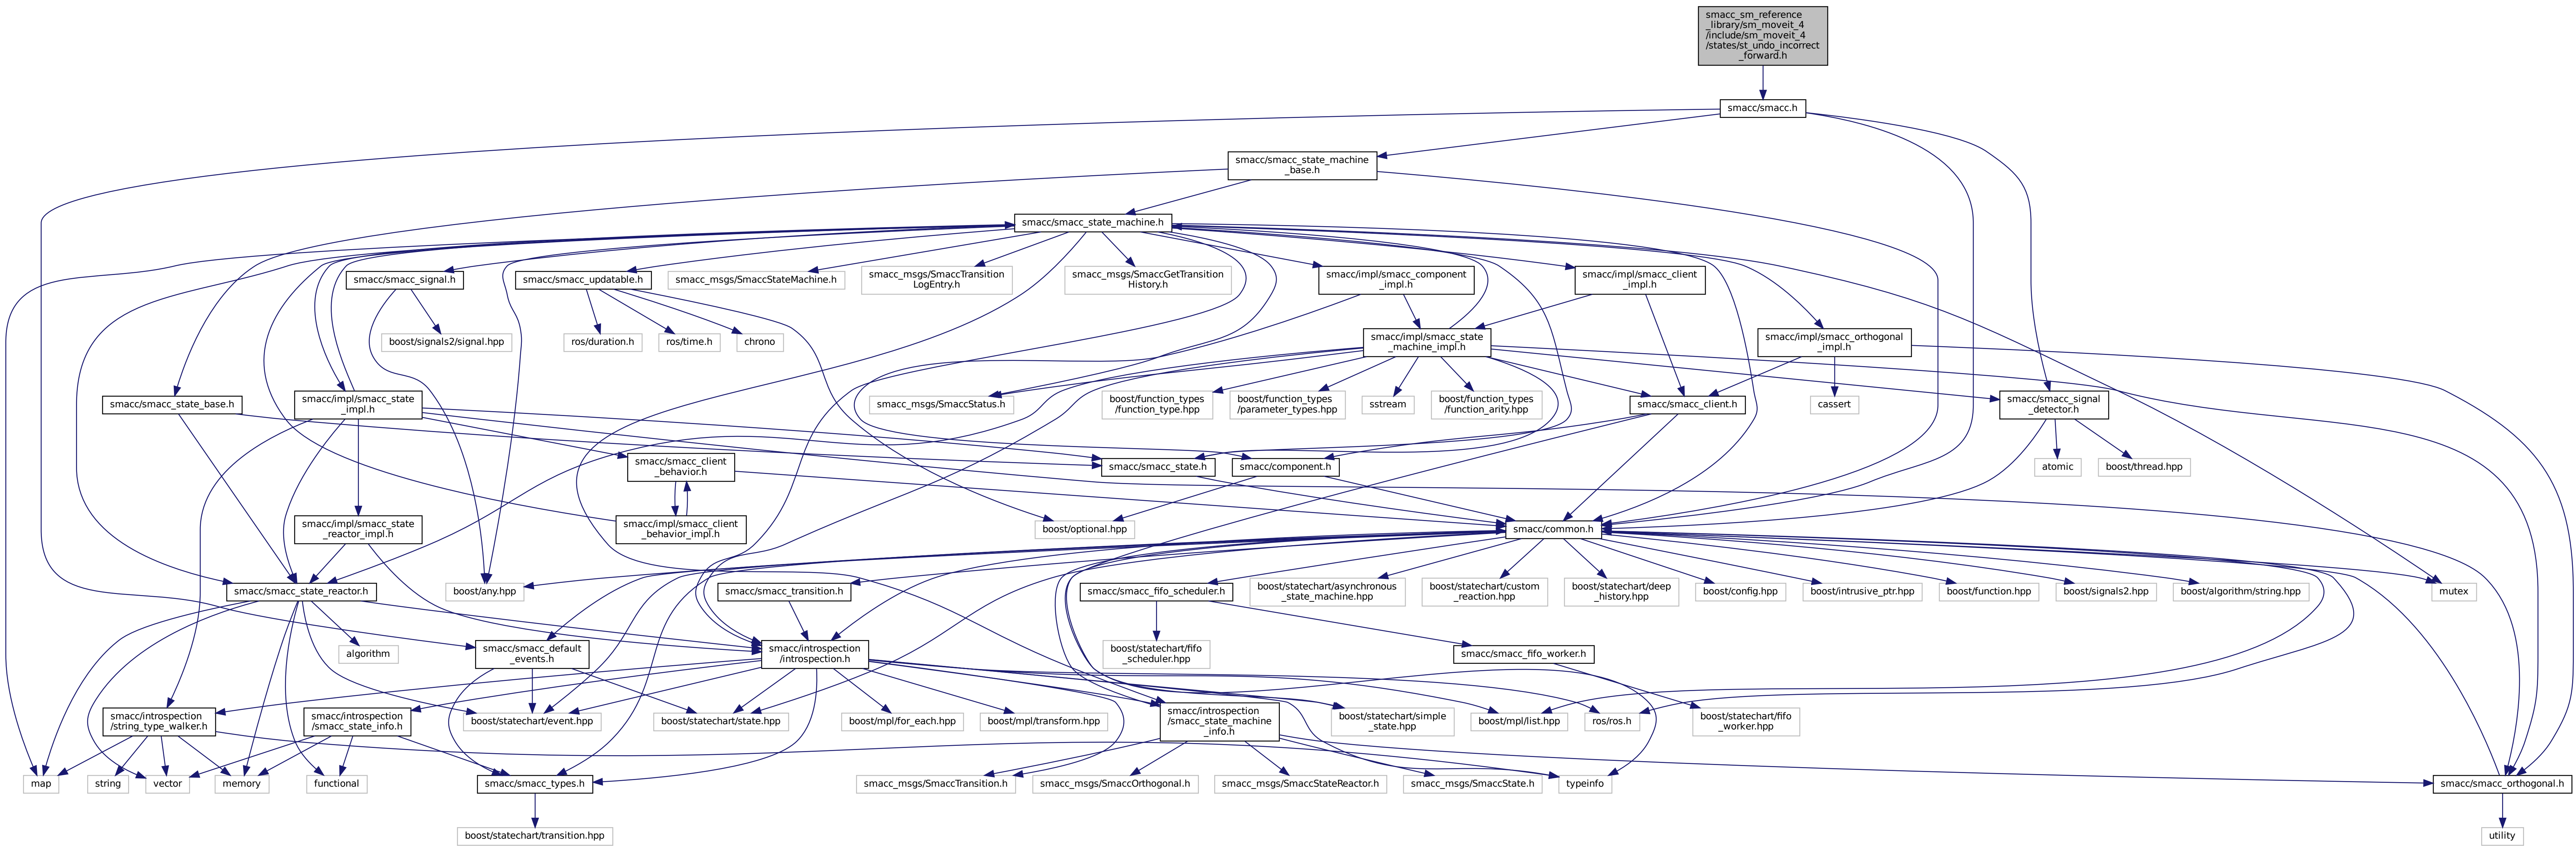 smacc_sm_reference
_library/sm_moveit_4
/include/sm_moveit_4
/states/st_undo_incorrect
_forward.h
smacc/smacc.h
smacc/smacc_state_machine
_base.h
smacc/smacc_state_machine.h
smacc/smacc_signal.h
smacc/smacc_updatable.h
smacc_msgs/SmaccStateMachine.h
smacc_msgs/SmaccTransition
LogEntry.h
smacc_msgs/SmaccGetTransition
History.h
smacc/impl/smacc_component
_impl.h
smacc/impl/smacc_client
_impl.h
boost/signals2/signal.hpp
ros/duration.h
ros/time.h
chrono
smacc/impl/smacc_state
_machine_impl.h
smacc/impl/smacc_orthogonal
_impl.h
smacc/smacc_state_base.h
smacc/impl/smacc_state
_impl.h
smacc_msgs/SmaccStatus.h
boost/function_types
/function_type.hpp
boost/function_types
/parameter_types.hpp
sstream
boost/function_types
/function_arity.hpp
smacc/smacc_client.h
cassert
smacc/smacc_signal
_detector.h
smacc/smacc_client
_behavior.h
smacc/smacc_state.h
smacc/component.h
atomic
boost/thread.hpp
smacc/impl/smacc_state
_reactor_impl.h
smacc/impl/smacc_client
_behavior_impl.h
boost/optional.hpp
smacc/common.h
smacc/smacc_state_reactor.h
boost/any.hpp
smacc/smacc_transition.h
smacc/smacc_fifo_scheduler.h
boost/statechart/asynchronous
_state_machine.hpp
boost/statechart/custom
_reaction.hpp
boost/statechart/deep
_history.hpp
boost/config.hpp
boost/intrusive_ptr.hpp
boost/function.hpp
boost/signals2.hpp
boost/algorithm/string.hpp
mutex
algorithm
smacc/smacc_default
_events.h
smacc/introspection
/introspection.h
boost/statechart/fifo
_scheduler.hpp
smacc/smacc_fifo_worker.h
smacc/introspection
/string_type_walker.h
smacc/introspection
/smacc_state_info.h
boost/statechart/event.hpp
boost/statechart/state.hpp
boost/mpl/for_each.hpp
boost/mpl/transform.hpp
smacc/introspection
/smacc_state_machine
_info.h
boost/statechart/simple
_state.hpp
boost/mpl/list.hpp
ros/ros.h
boost/statechart/fifo
_worker.hpp
map
string
vector
memory
functional
smacc/smacc_types.h
smacc_msgs/SmaccTransition.h
smacc_msgs/SmaccOrthogonal.h
smacc_msgs/SmaccStateReactor.h
smacc_msgs/SmaccState.h
typeinfo
smacc/smacc_orthogonal.h
boost/statechart/transition.hpp
utility